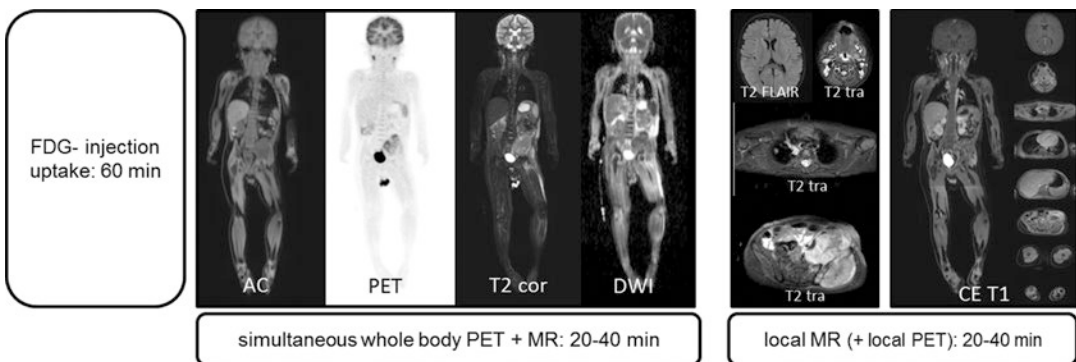 FDG- injection
uptake: 60 min
AC
PET
T2 cor
DWI
simultaneous whole body PET + MR: 20-40 min
T2 FLAIR
T2 tra
T2 tra
T2 tra
CE T1
local MR (+ local PET): 20-40 min